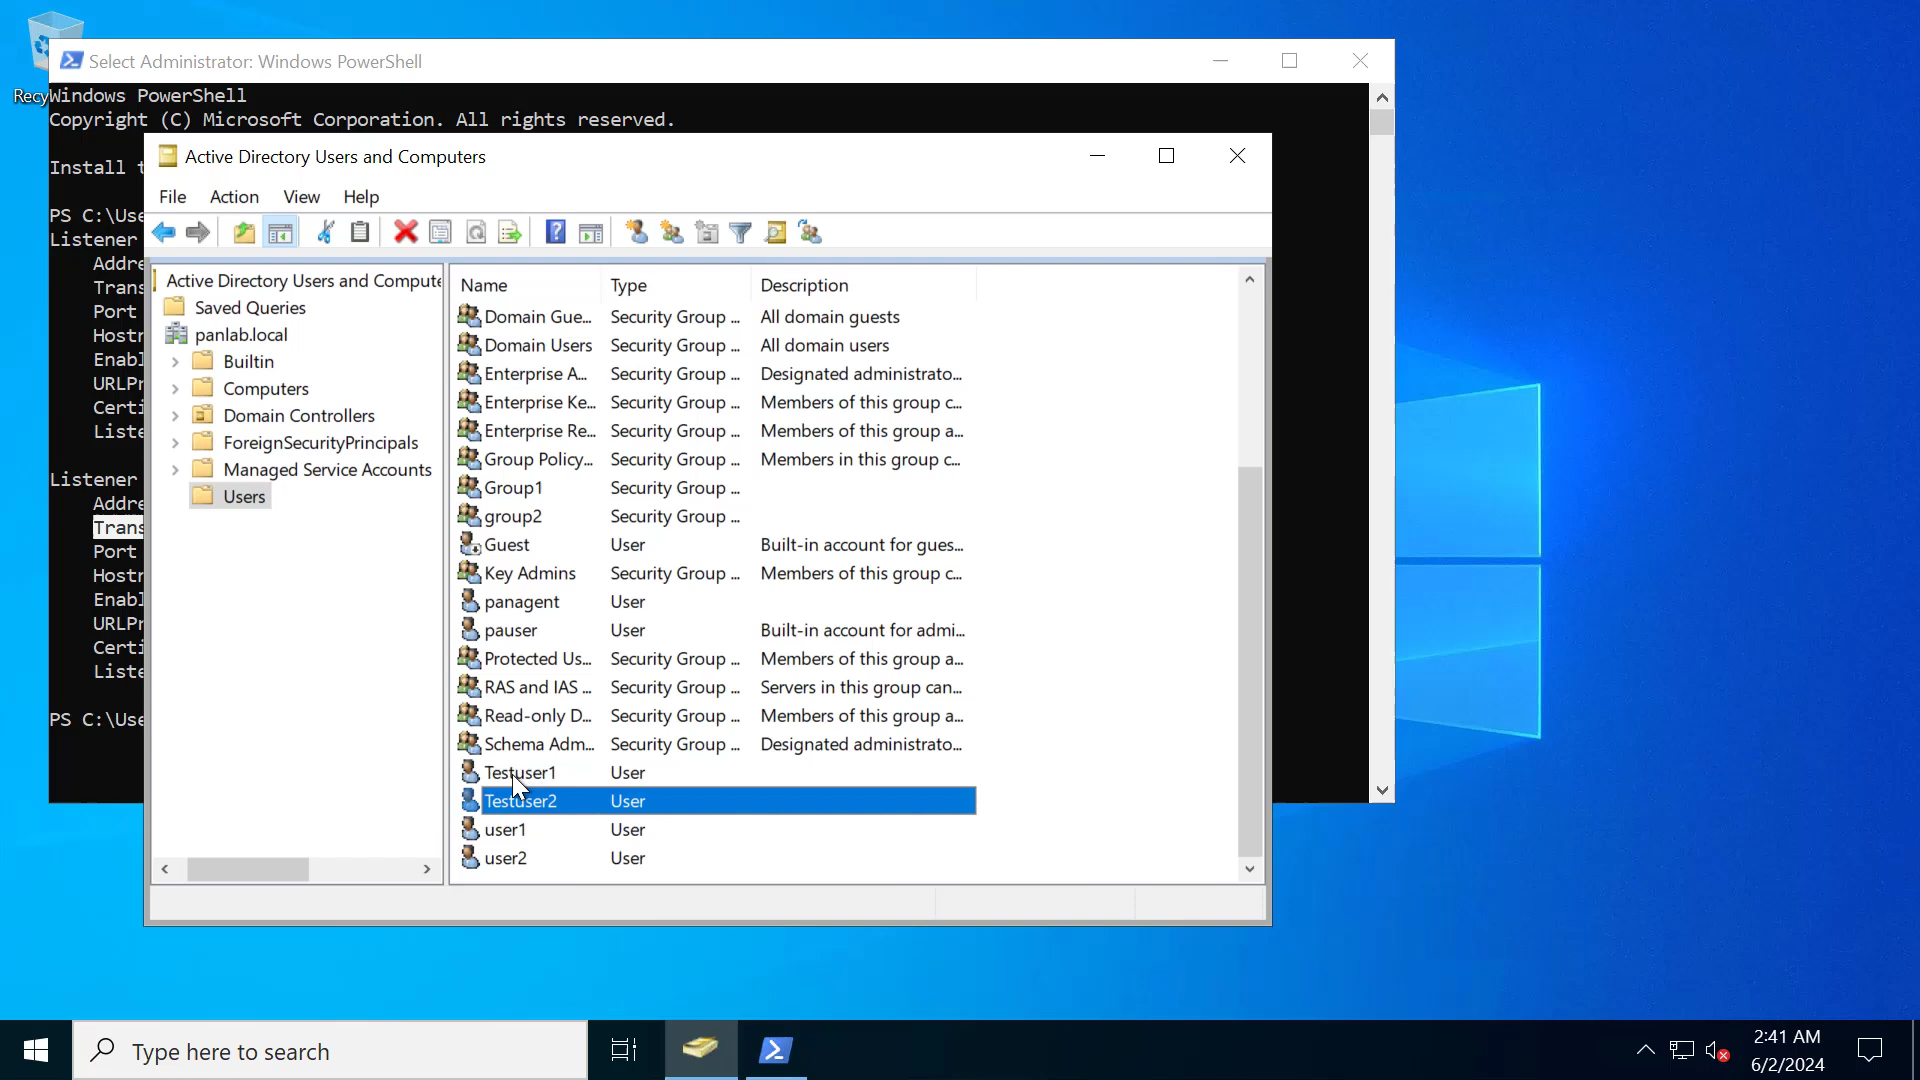 Recy
Select Administrator: Windows PowerShell
Windows PowerShell
Copyright (C) Microsoft Corporation. All rights reserved.
Install t
PS C:\Use
Listener
Addre
Trans
Port
Hostn
Enabl
URLPr
Certi
Liste
Listener
Addre
Trans
Port
Hostn
Enabl
URLPr
Certi
Liste
PS C:\Use
Active Directory Users and Computers
File Action View Help
Active Directory Users and Compute
Saved Queries
panlab.local
Builtin
Computers
Domain Controllers
ForeignSecurityPrincipals
Managed Service Accounts
Users
Name Type Description
Domain Gue... Security Group ... All domain guests
Domain Users Security Group ... All domain users
Enterprise A... Security Group ... Designated administrato...
Enterprise Ke... Security Group ... Members of this group c...
Enterprise Re... Security Group ... Members of this group a...
Group Policy... Security Group ... Members in this group c...
Group1 Security Group ...
group2 Security Group ...
Guest User Built-in account for gues...
Key Admins Security Group ... Members of this group c...
panagent User
pauser User Built-in account for admi...
Protected Us... Security Group ... Members of this group a...
RAS and IAS ... Security Group ... Servers in this group can...
Read-only D... Security Group ... Members of this group a...
Schema Adm... Security Group ... Designated administrato...
Testuser1 User
Testuser2 User
user1 User
user2 User
Type here to search
2:41 AM
6/2/2024